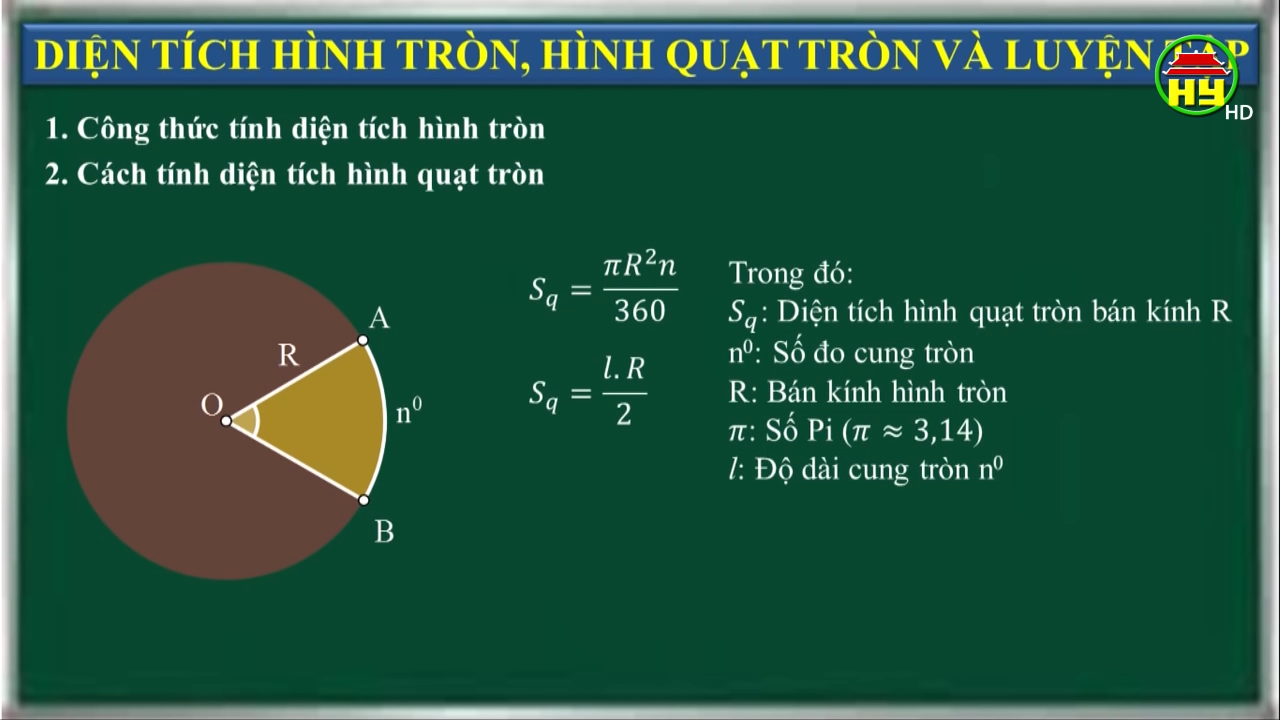 DIỆN TÍCH HÌNH TRÒN, HÌNH QUẠT TRÒN VÀ LUYỆN TẬP
HY
HD
1. Công thức tính diện tích hình tròn
2. Cách tính diện tích hình quạt tròn
A
R
O
n⁰
B
S_q = πR²n / 360
S_q = l.R / 2
Trong đó:
S_q: Diện tích hình quạt tròn bán kính R
n⁰: Số đo cung tròn
R: Bán kính hình tròn
π: Số Pi (π ≈ 3,14)
l: Độ dài cung tròn n⁰